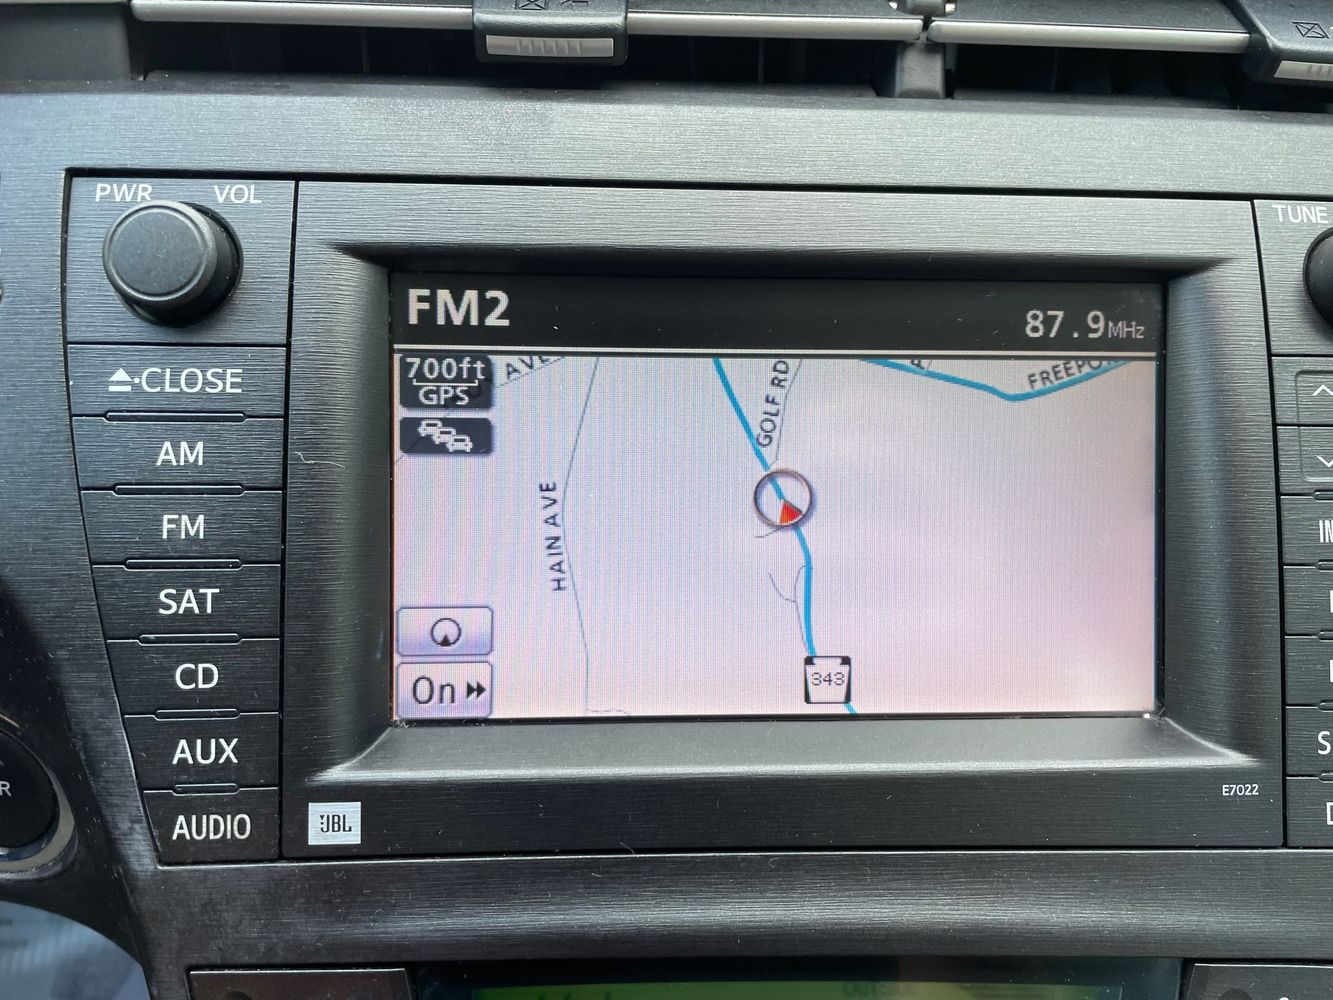 PWR VOL
TUNE
FM2
87.9MHz
700ft
GPS
AVE
GOLF RD
HAIN AVE
343
On
CLOSE
AM
FM
SAT
CD
AUX
AUDIO
JBL
E7022